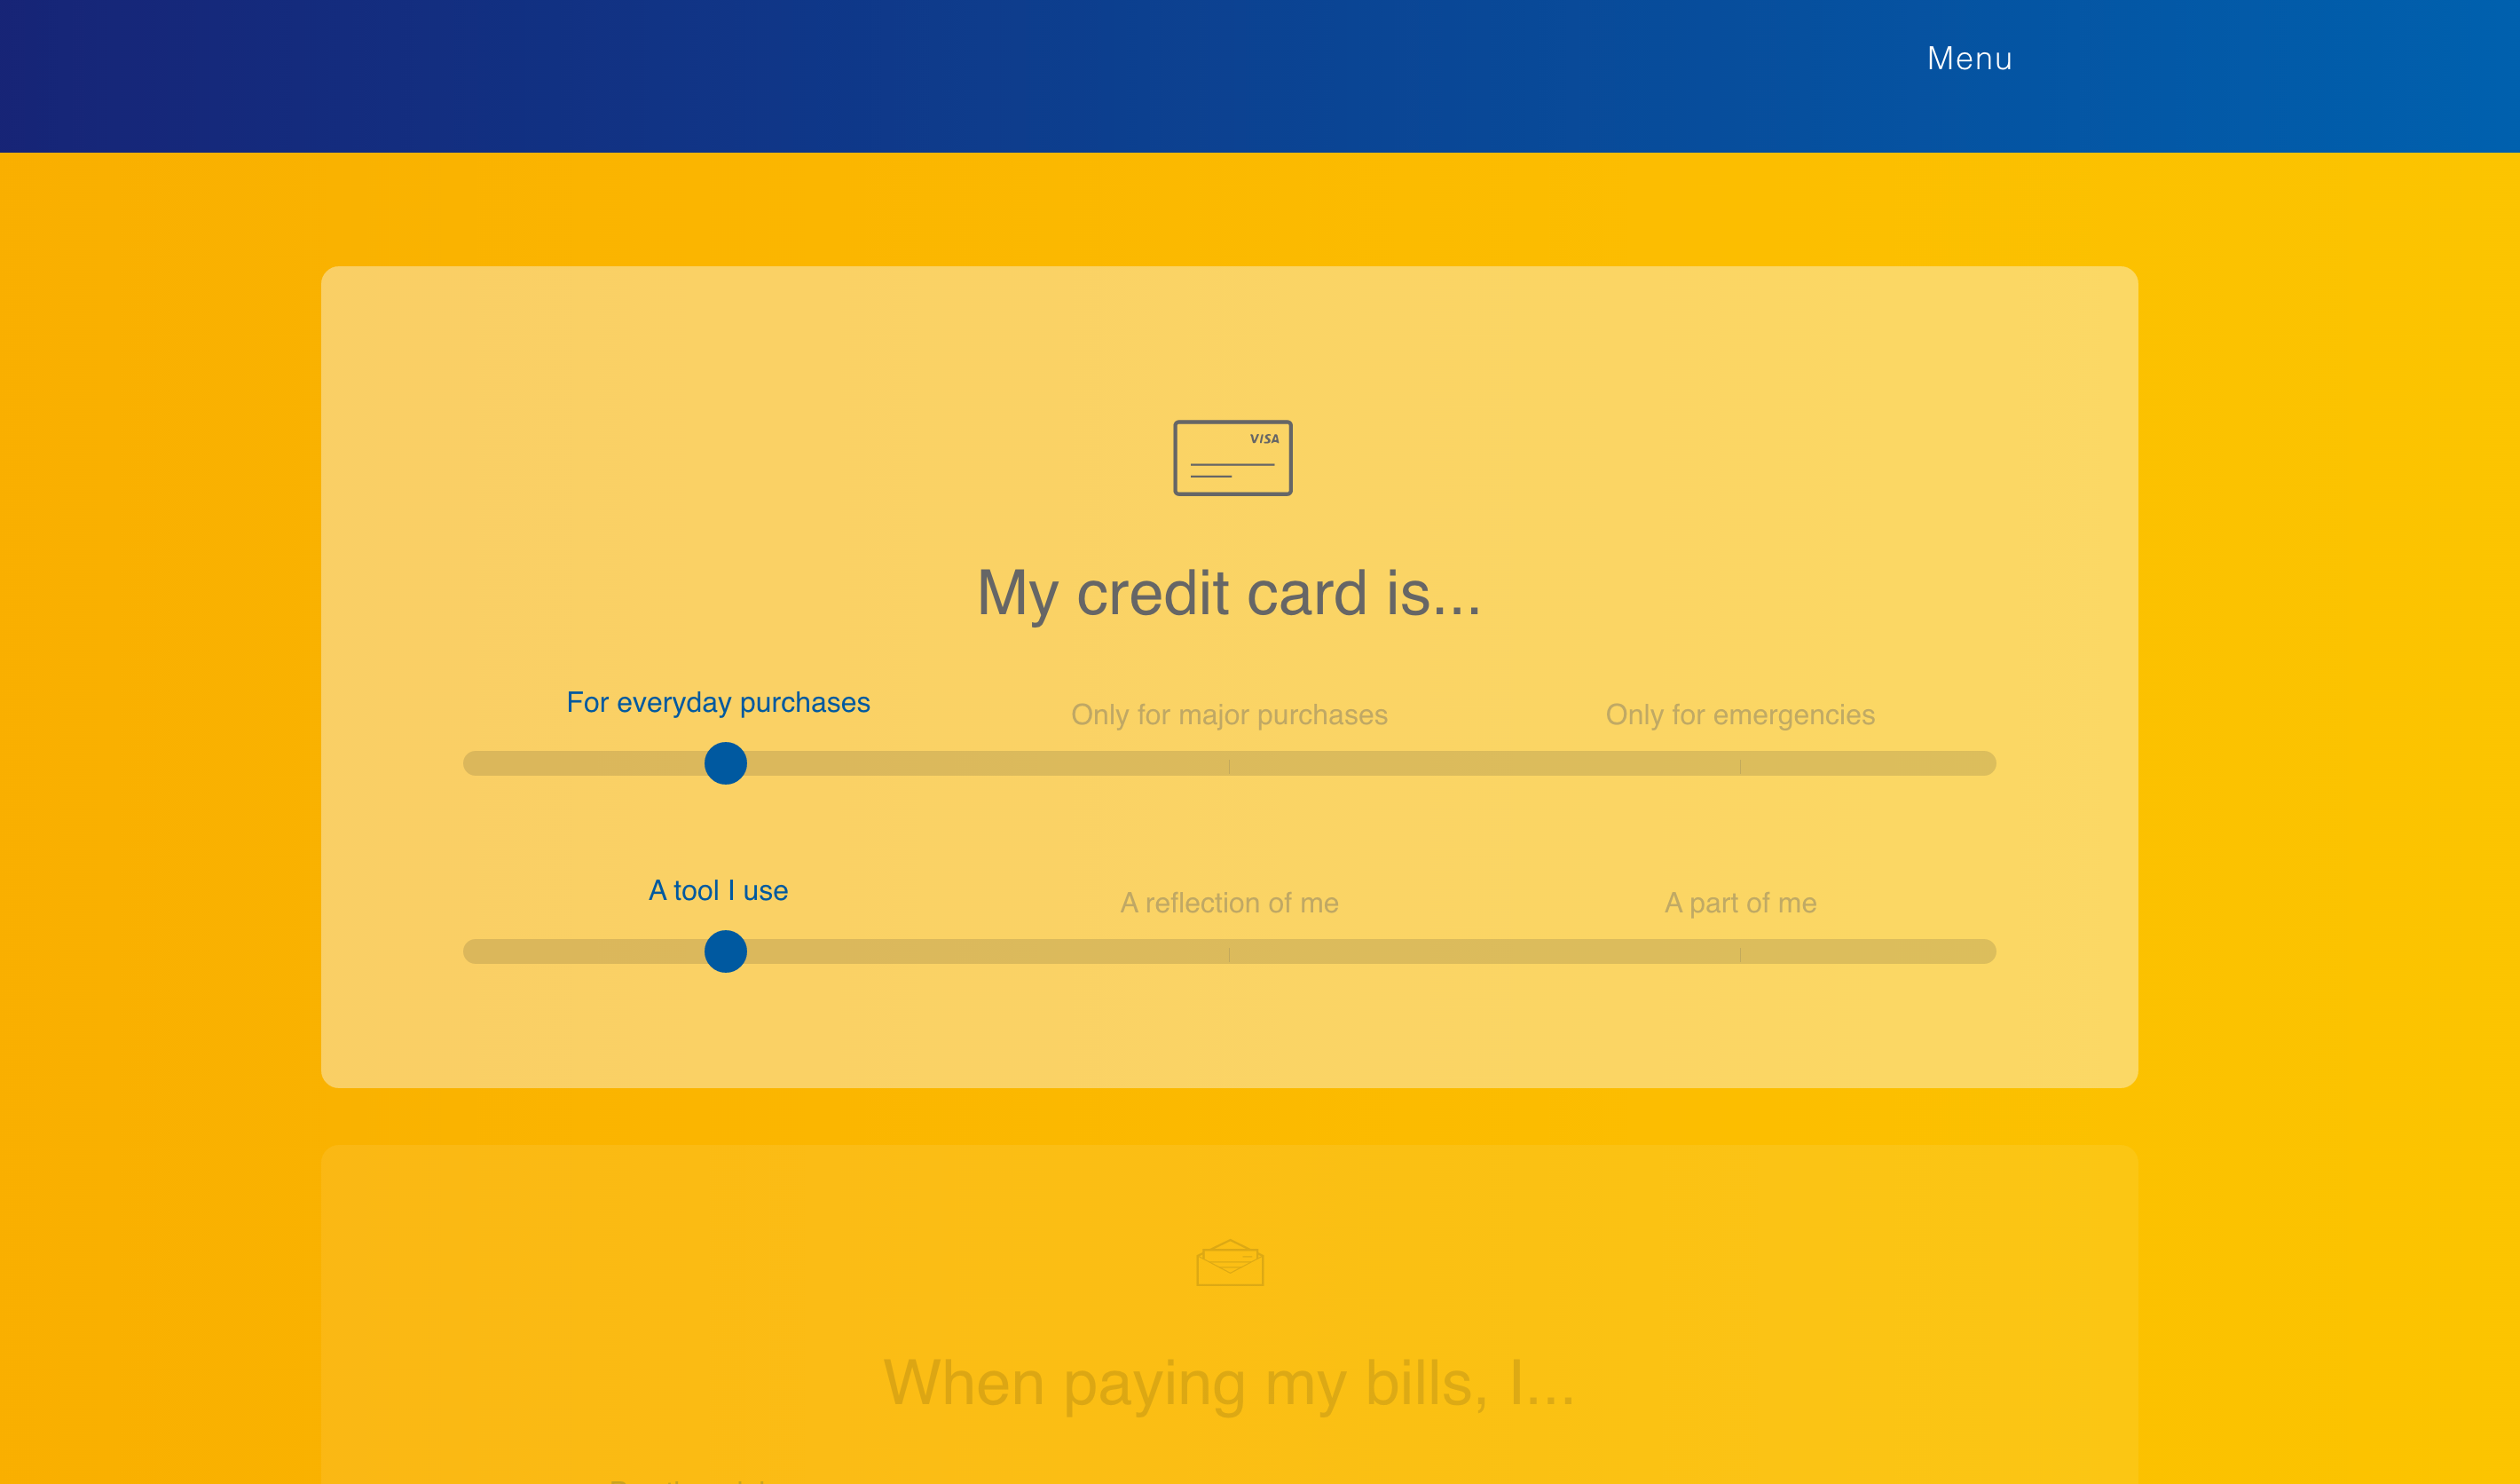 Menu
VISA
My credit card is...
For everyday purchases
Only for major purchases
Only for emergencies
A tool I use
A reflection of me
A part of me
When paying my bills, I...